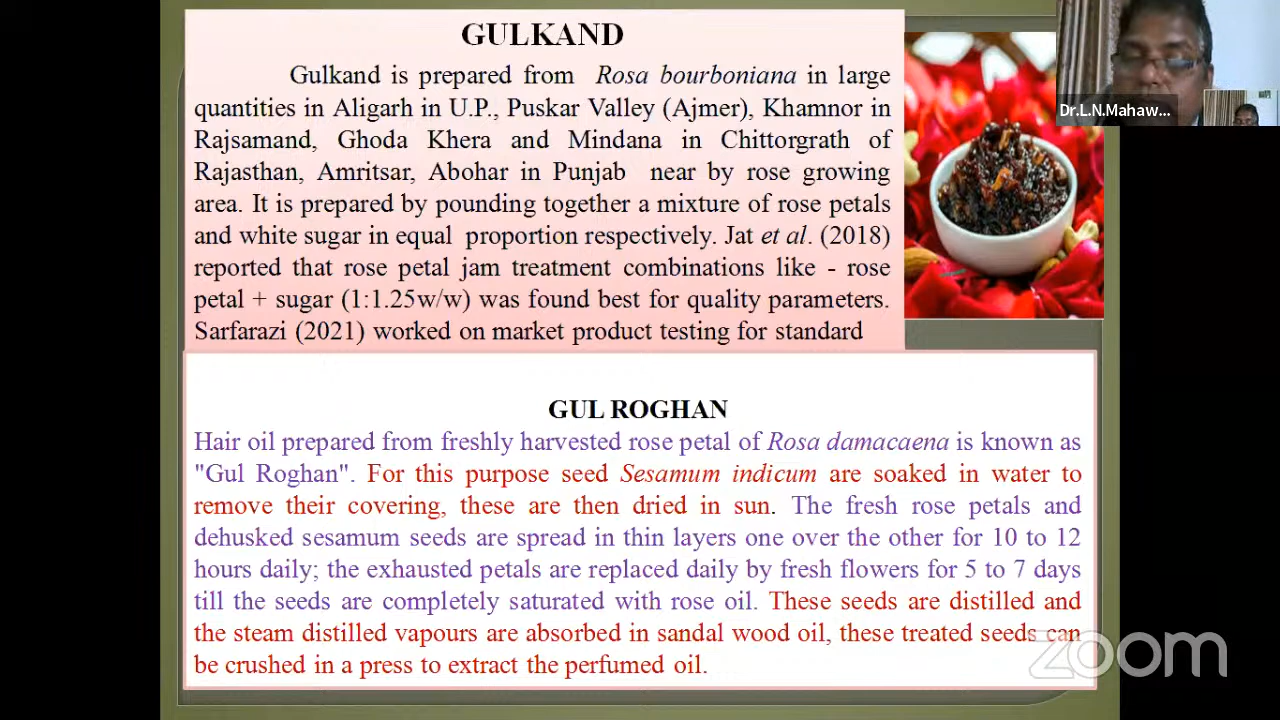 GULKAND
Gulkand is prepared from Rosa bourboniana in large
quantities in Aligarh in U.P., Puskar Valley (Ajmer), Khamnor in
Rajsamand, Ghoda Khera and Mindana in Chittorgrath of
Rajasthan, Amritsar, Abohar in Punjab near by rose growing
area. It is prepared by pounding together a mixture of rose petals
and white sugar in equal proportion respectively. Jat et al. (2018)
reported that rose petal jam treatment combinations like - rose
petal + sugar (1:1.25w/w) was found best for quality parameters.
Sarfarazi (2021) worked on market product testing for standard
Dr.L.N.Mahaw...
GUL ROGHAN
Hair oil prepared from freshly harvested rose petal of Rosa damacaena is known as
"Gul Roghan". For this purpose seed Sesamum indicum are soaked in water to
remove their covering, these are then dried in sun. The fresh rose petals and
dehusked sesamum seeds are spread in thin layers one over the other for 10 to 12
hours daily; the exhausted petals are replaced daily by fresh flowers for 5 to 7 days
till the seeds are completely saturated with rose oil. These seeds are distilled and
the steam distilled vapours are absorbed in sandal wood oil, these treated seeds can
be crushed in a press to extract the perfumed oil.
zoom